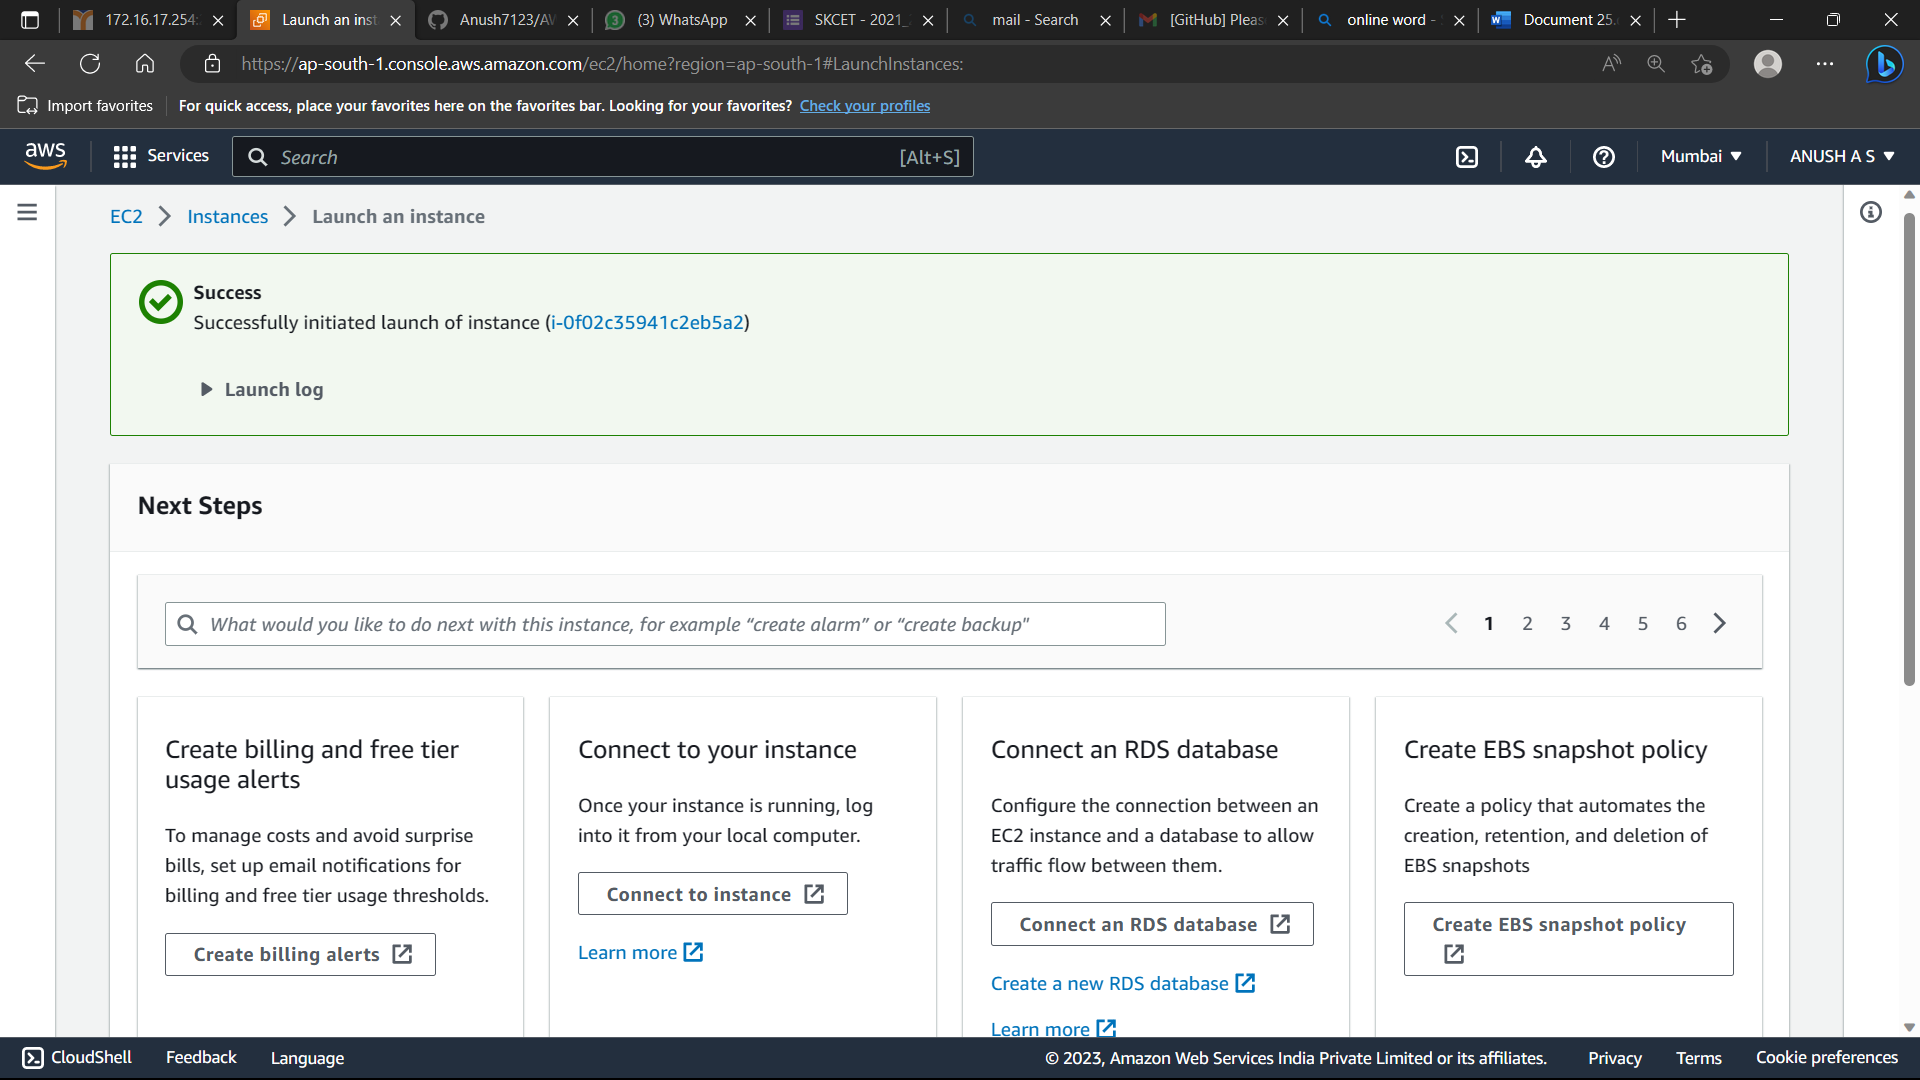 172.16.17.254:
Launch an inst
Anush7123/AW
(3) WhatsApp
SKCET - 2021_
mail - Search
[GitHub] Pleas
online word -
Document 25.
https://ap-south-1.console.aws.amazon.com/ec2/home?region=ap-south-1#LaunchInstances:
Import favorites
For quick access, place your favorites here on the favorites bar. Looking for your favorites? Check your profiles
aws
Services
Search
[Alt+S]
Mumbai
ANUSH A S
EC2
Instances
Launch an instance
Success
Successfully initiated launch of instance (i-0f02c35941c2eb5a2)
Launch log
Next Steps
What would you like to do next with this instance, for example “create alarm” or “create backup"
1 2 3 4 5 6
Create billing and free tier
usage alerts
To manage costs and avoid surprise
bills, set up email notifications for
billing and free tier usage thresholds.
Create billing alerts
Connect to your instance
Once your instance is running, log
into it from your local computer.
Connect to instance
Learn more
Connect an RDS database
Configure the connection between an
EC2 instance and a database to allow
traffic flow between them.
Connect an RDS database
Create a new RDS database
Learn more
Create EBS snapshot policy
Create a policy that automates the
creation, retention, and deletion of
EBS snapshots
Create EBS snapshot policy
CloudShell
Feedback
Language
© 2023, Amazon Web Services India Private Limited or its affiliates.
Privacy
Terms
Cookie preferences